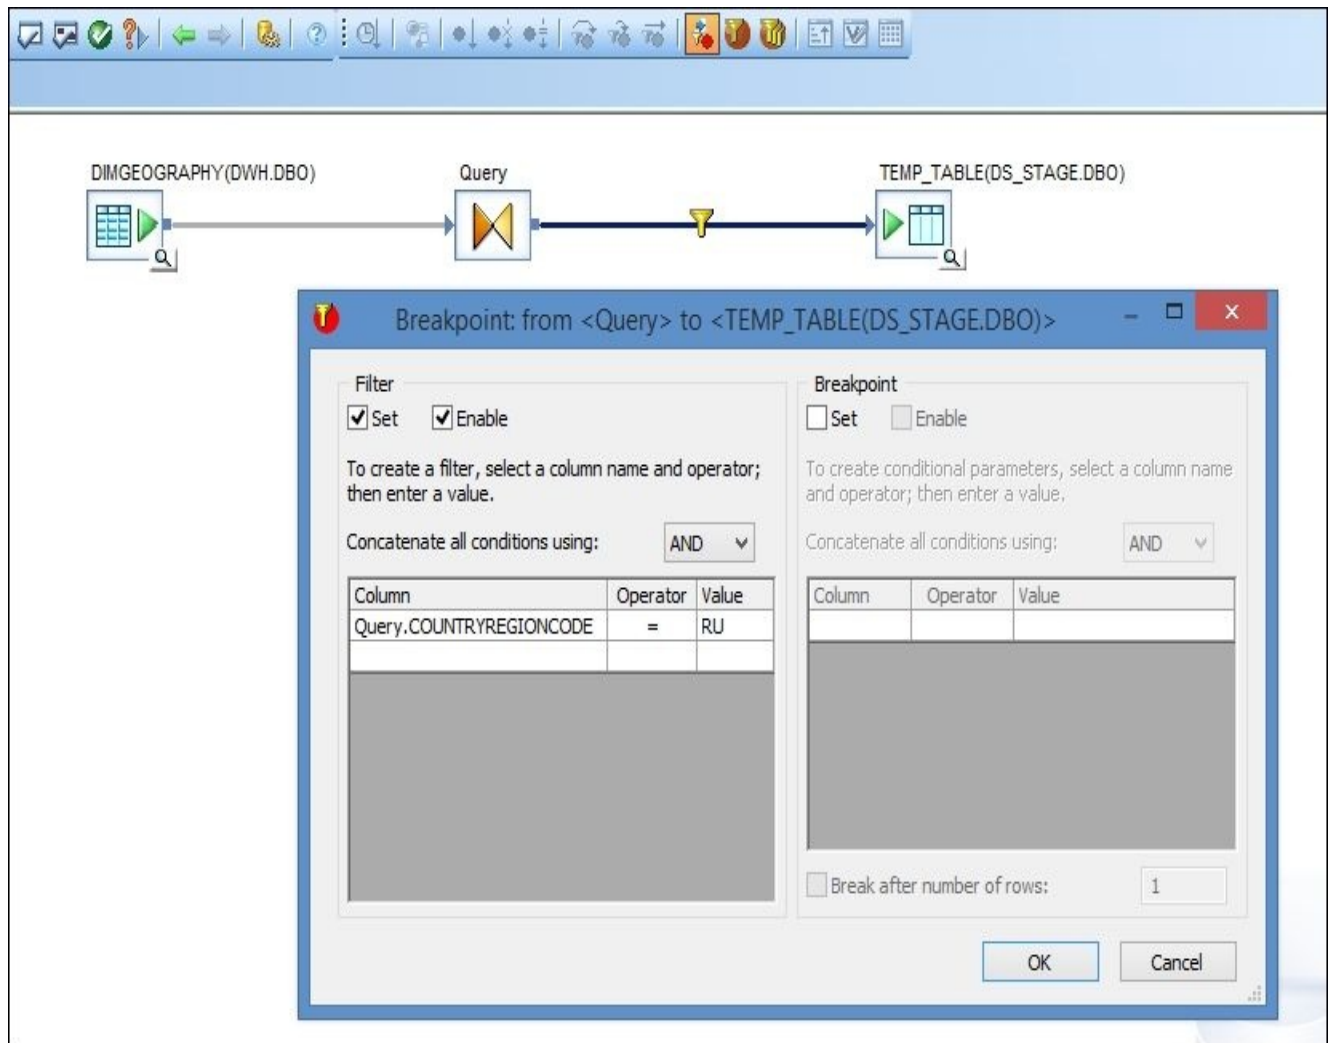 DIMGEOGRAPHY(DWH.DBO)
Query
TEMP_TABLE(DS_STAGE.DBO)
Breakpoint: from <Query> to <TEMP_TABLE(DS_STAGE.DBO)>
Filter
Set Enable
To create a filter, select a column name and operator;
then enter a value.
Concatenate all conditions using: AND
Column Operator Value
Query.COUNTRYREGIONCODE = RU
Breakpoint
Set Enable
To create conditional parameters, select a column name
and operator; then enter a value.
Concatenate all conditions using: AND
Column Operator Value
Break after number of rows: 1
OK Cancel